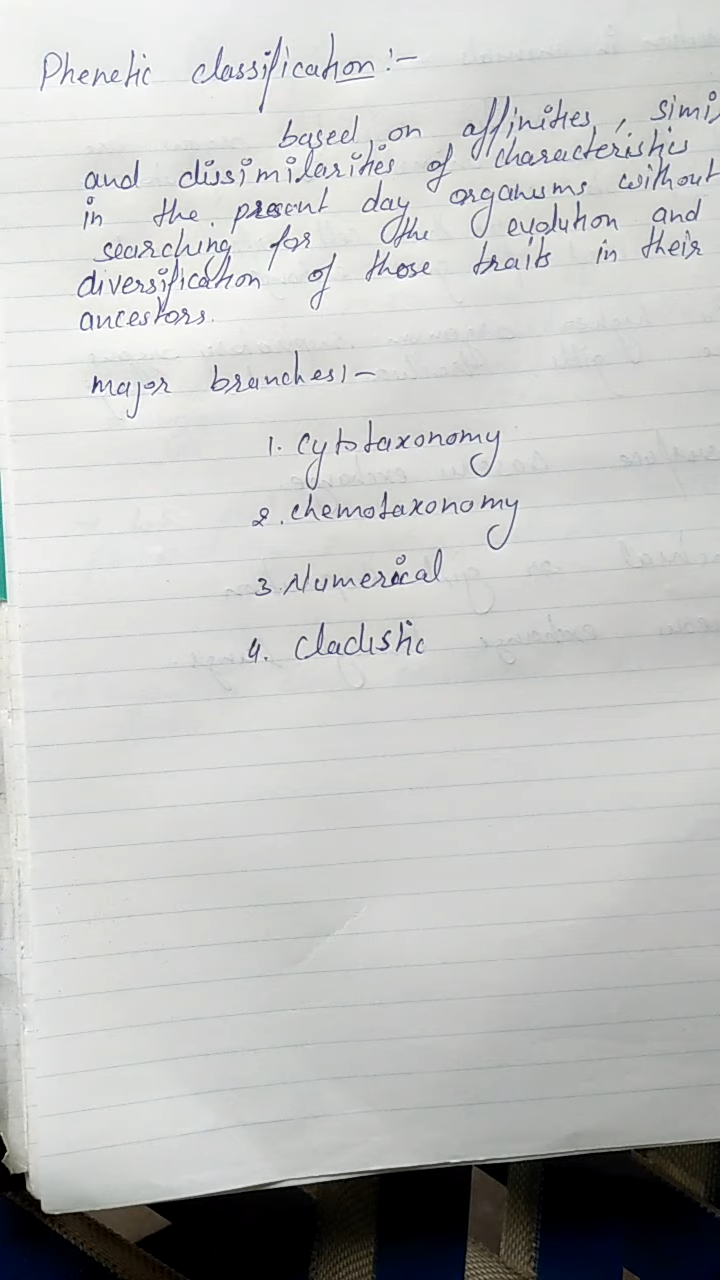 Phenetic classification :-
based on affinities, simi
and dissimilarities of characteristics
in the present day organisms without
searching for the evolution and
diversification of those traits in their
ancestors.
major branches :-
1. Cytotaxonomy
2. chemotaxonomy
3. Numerical
4. Cladistic